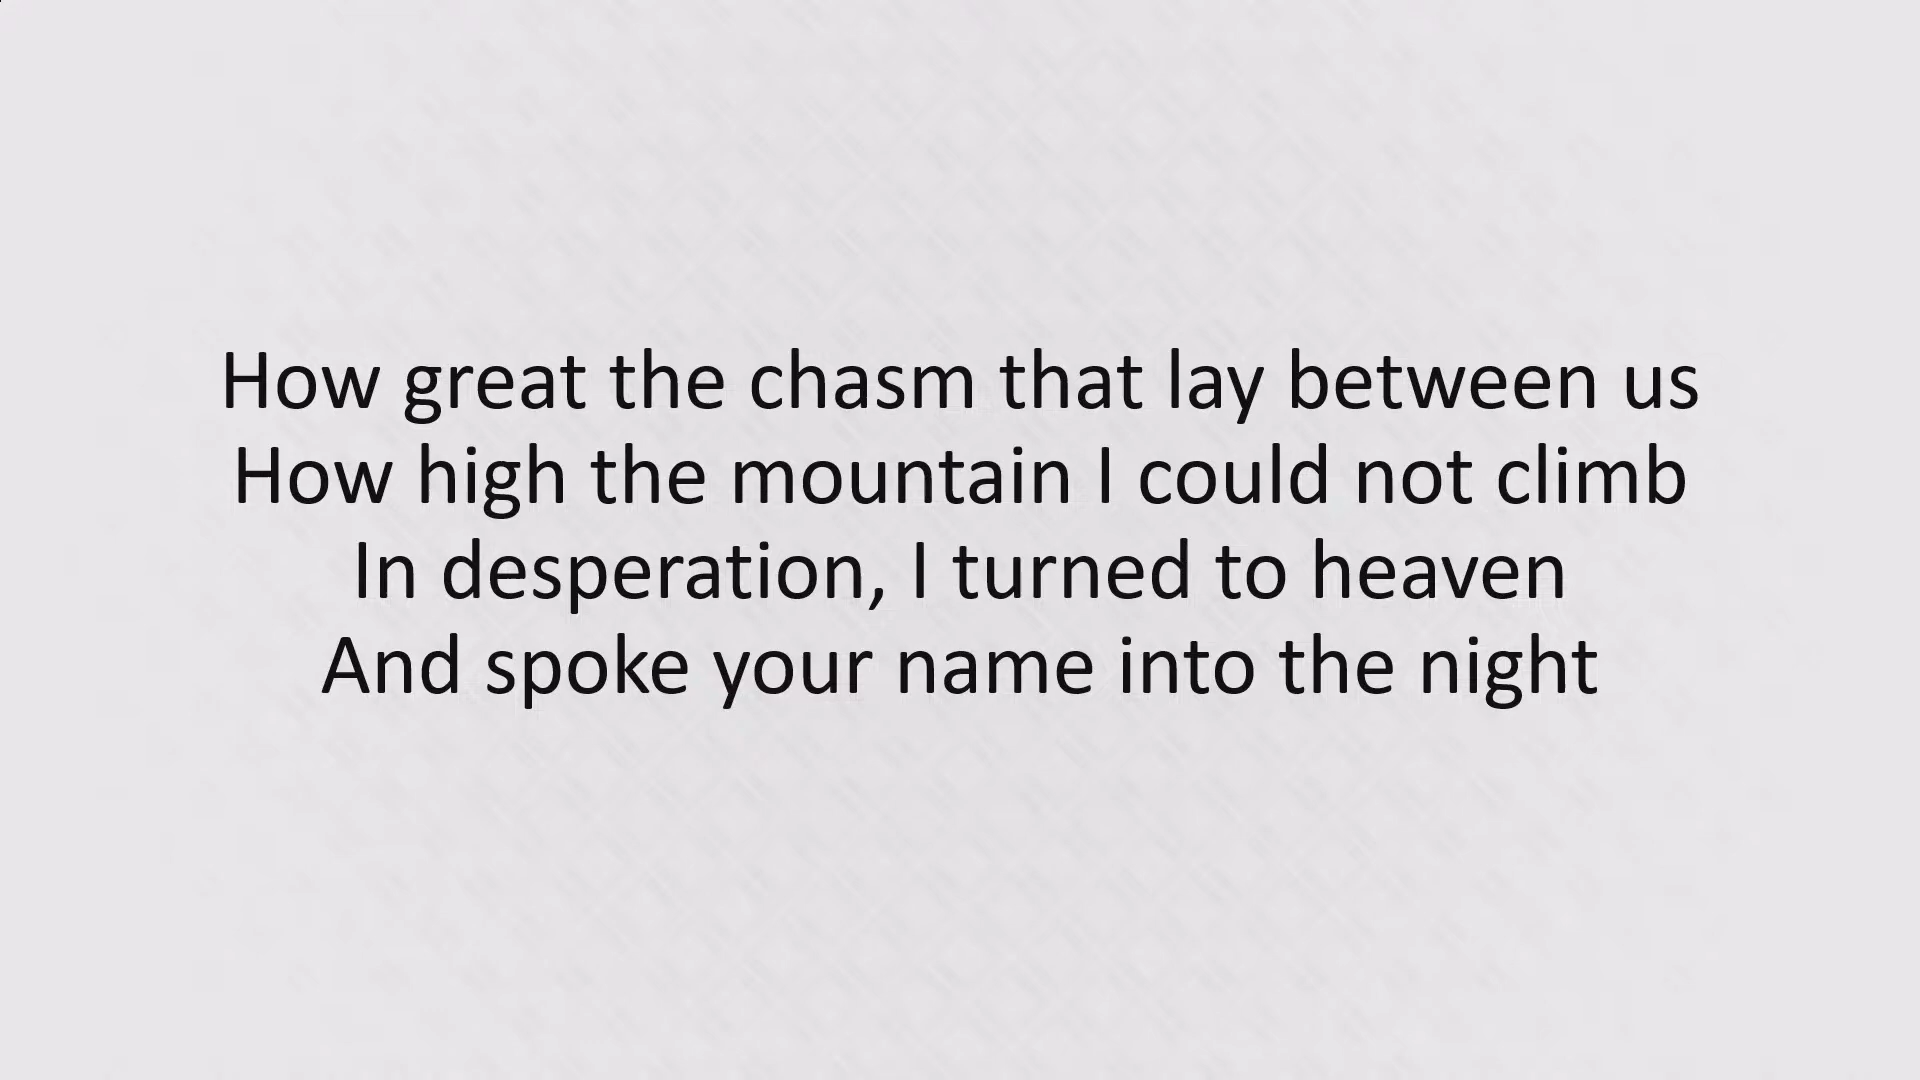 How great the chasm that lay between us
How high the mountain I could not climb
In desperation, I turned to heaven
And spoke your name into the night